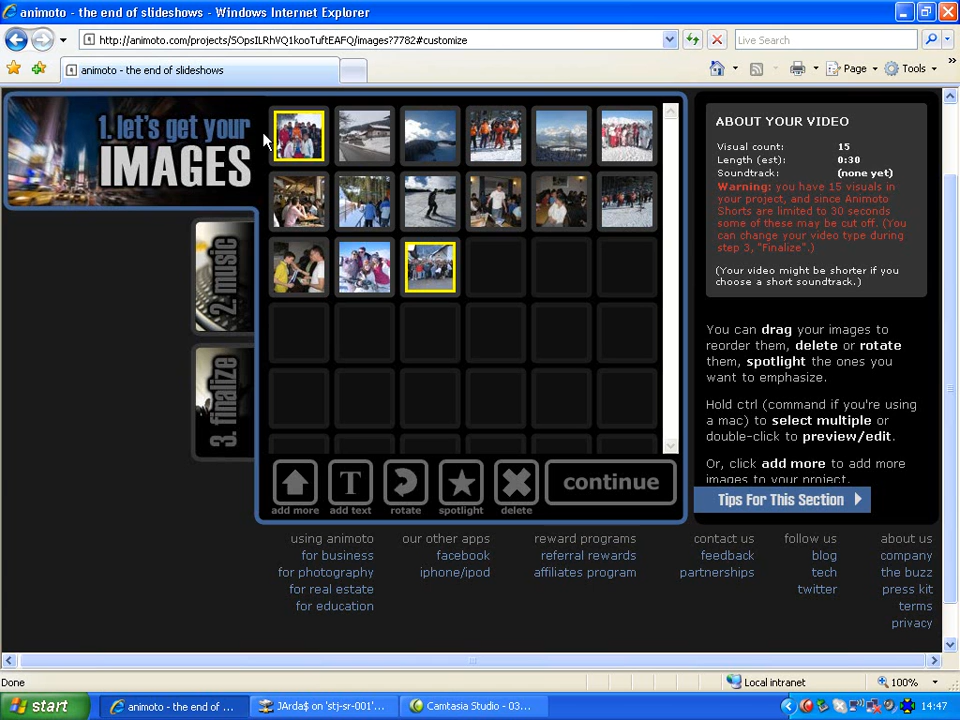 animoto - the end of slideshows - Windows Internet Explorer
http://animoto.com/projects/SOpsILRhVQ1kooTuftEAFQ/images?7782#customize
Live Search
animoto - the end of slideshows
Page
Tools
1. let's get your
IMAGES
2. music
3. finalize
add more
T
add text
rotate
spotlight
delete
continue
ABOUT YOUR VIDEO
Visual count: 15
Length (est): 0:30
Soundtrack: (none yet)
Warning: you have 15 visuals in
your project, and since Animoto
Shorts are limited to 30 seconds
some of these may be cut off. (You
can change your video type during
step 3, "Finalize".)
(Your video might be shorter if you
choose a short soundtrack.)
You can drag your images to
reorder them, delete or rotate
them, spotlight the ones you
want to emphasize.
Hold ctrl (command if you're using
a mac) to select multiple or
double-click to preview/edit.
Or, click add more to add more
images to your project.
Tips For This Section
using animoto
for business
for photography
for real estate
for education
our other apps
facebook
iphone/ipod
reward programs
referral rewards
affiliates program
contact us
feedback
partnerships
follow us
blog
tech
twitter
about us
company
the buzz
press kit
terms
privacy
Done
Local intranet
100%
start
animoto - the end of ...
JArda$ on 'stj-sr-001'...
Camtasia Studio - 03...
14:47